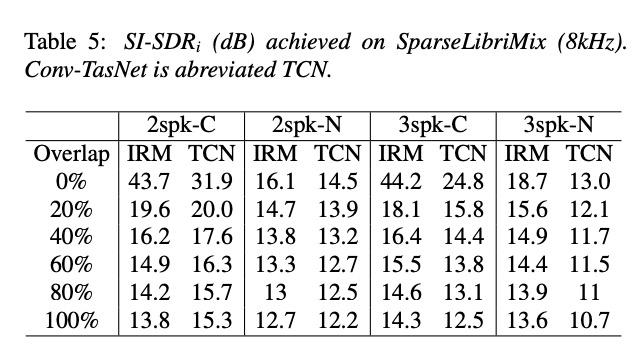 Table 5: SI-SDRi (dB) achieved on SparseLibriMix (8kHz).
Conv-TasNet is abreviated TCN.
2spk-C 2spk-N 3spk-C 3spk-N
Overlap IRM TCN IRM TCN IRM TCN IRM TCN
0% 43.7 31.9 16.1 14.5 44.2 24.8 18.7 13.0
20% 19.6 20.0 14.7 13.9 18.1 15.8 15.6 12.1
40% 16.2 17.6 13.8 13.2 16.4 14.4 14.9 11.7
60% 14.9 16.3 13.3 12.7 15.5 13.8 14.4 11.5
80% 14.2 15.7 13 12.5 14.6 13.1 13.9 11
100% 13.8 15.3 12.7 12.2 14.3 12.5 13.6 10.7